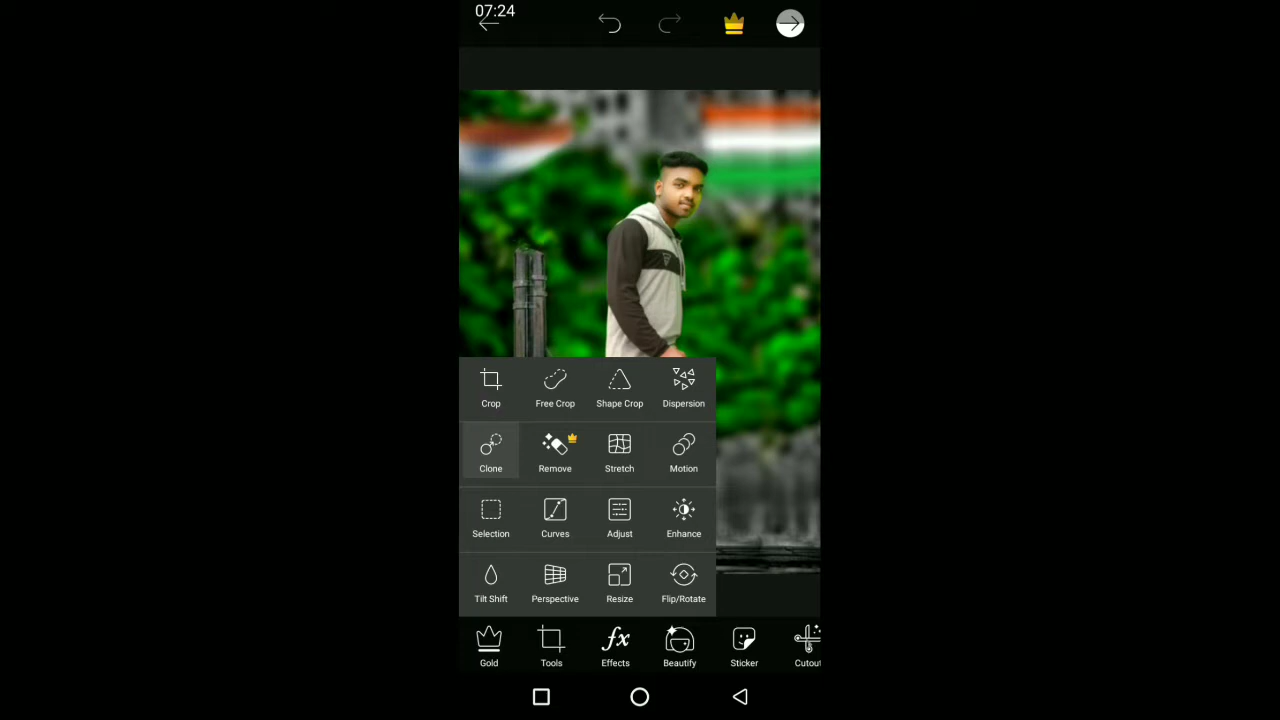 07:24
Crop Free Crop Shape Crop Dispersion
Clone Remove Stretch Motion
Selection Curves Adjust Enhance
Tilt Shift Perspective Resize Flip/Rotate
Gold Tools Effects Beautify Sticker Cutout